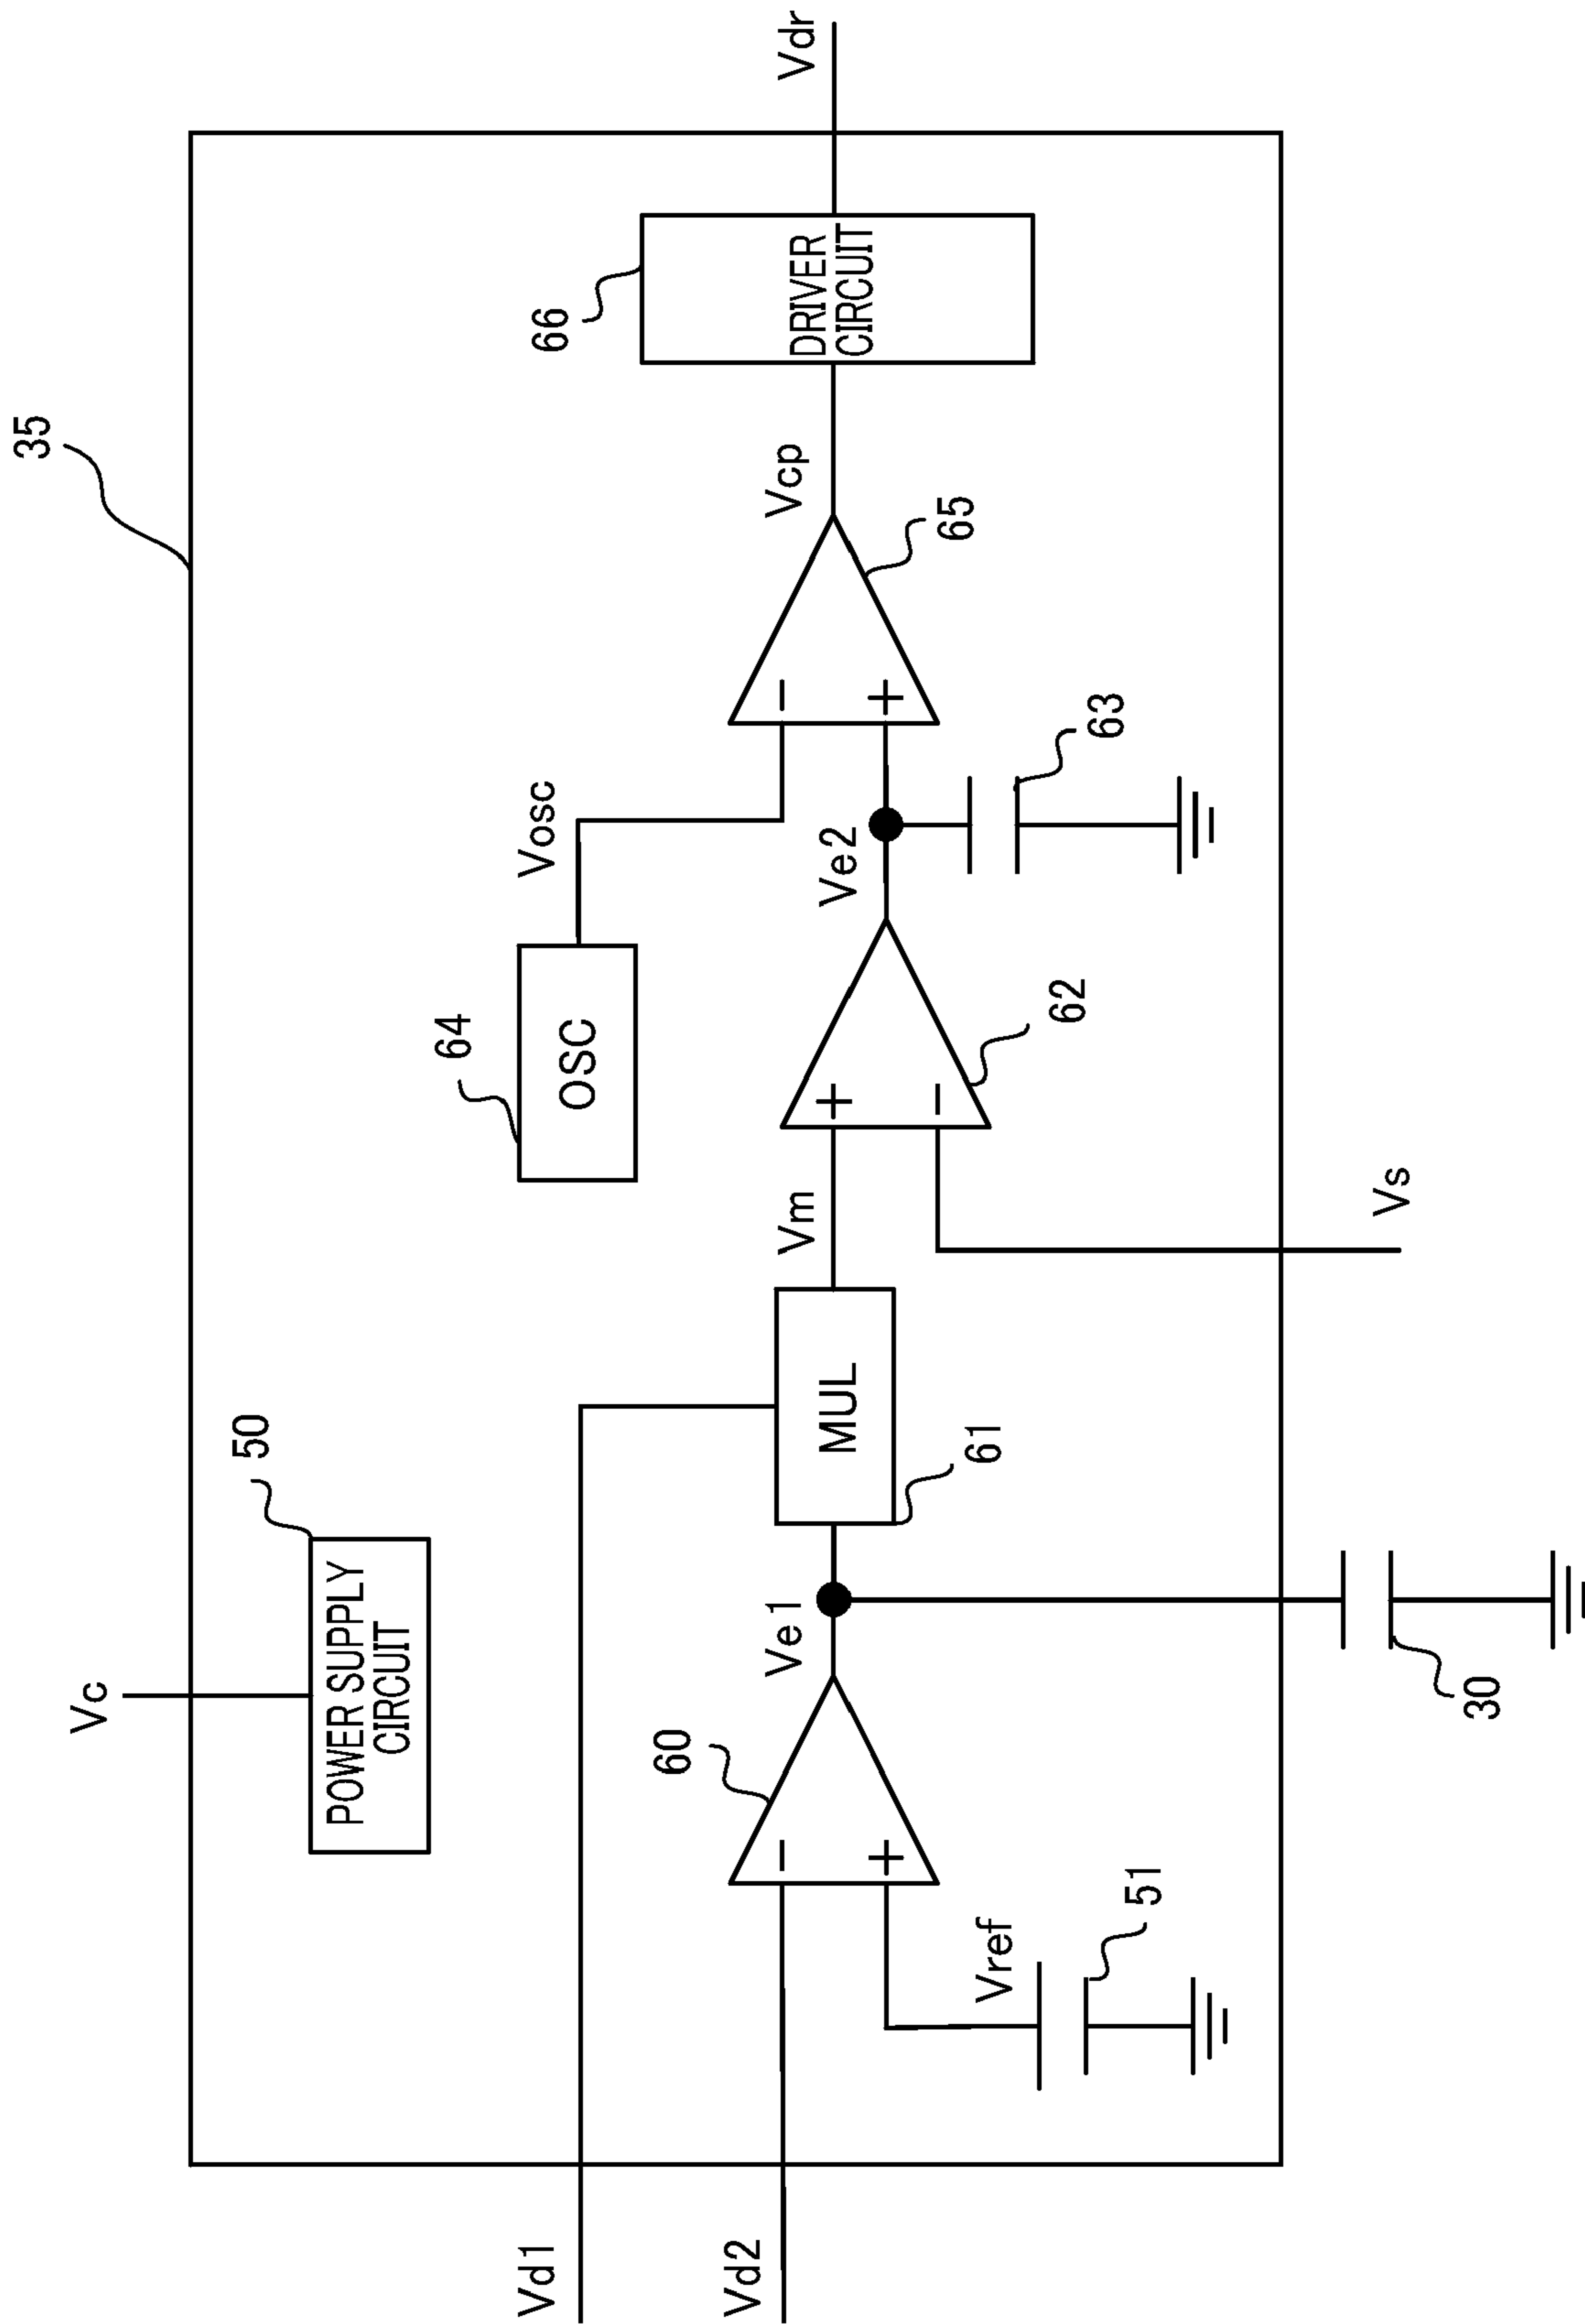 35
Vc
50
POWER SUPPLY
CIRCUIT
64
OSC
Vosc
66
DRIVER
CIRCUIT
Vdr
Vd1
Vd2
60
Ve1
MUL
61
Vm
62
Ve2
Vcp
65
63
Vref
51
30
Vs
-
+
+
-
-
+